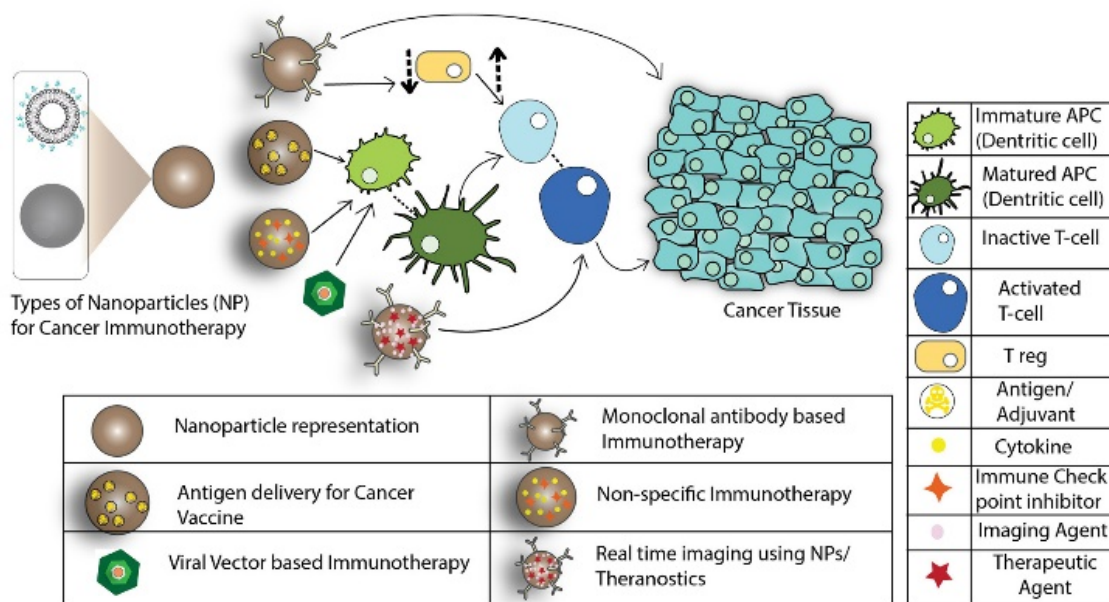 Types of Nanoparticles (NP)
for Cancer Immunotherapy
Cancer Tissue
Nanoparticle representation
Monoclonal antibody based
Immunotherapy
Antigen delivery for Cancer
Vaccine
Non-specific Immunotherapy
Viral Vector based Immunotherapy
Real time imaging using NPs/
Theranostics
Immature APC
(Dentritic cell)
Matured APC
(Dentritic cell)
Inactive T-cell
Activated
T-cell
T reg
Antigen/
Adjuvant
Cytokine
Immune Check
point inhibitor
Imaging Agent
Therapeutic
Agent